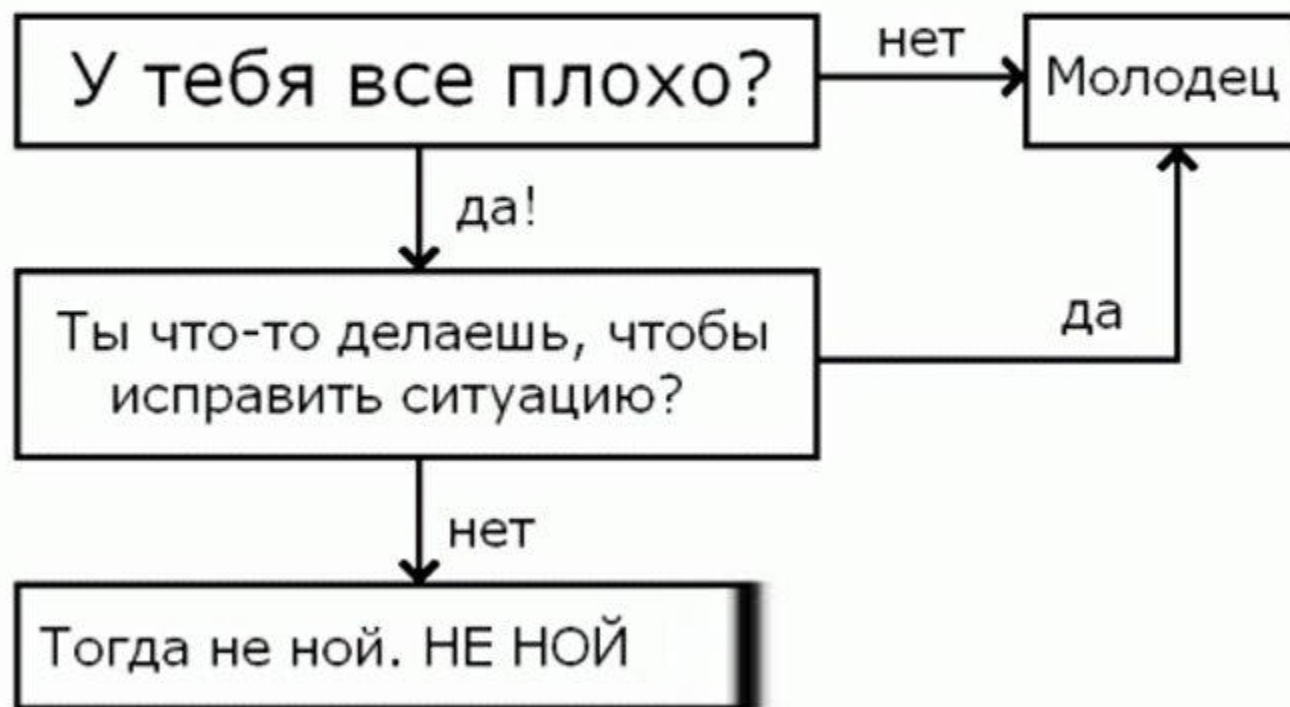 У тебя все плохо?
нет
Молодец
да!
Ты что-то делаешь, чтобы
исправить ситуацию?
да
нет
Тогда не ной. НЕ НОЙ